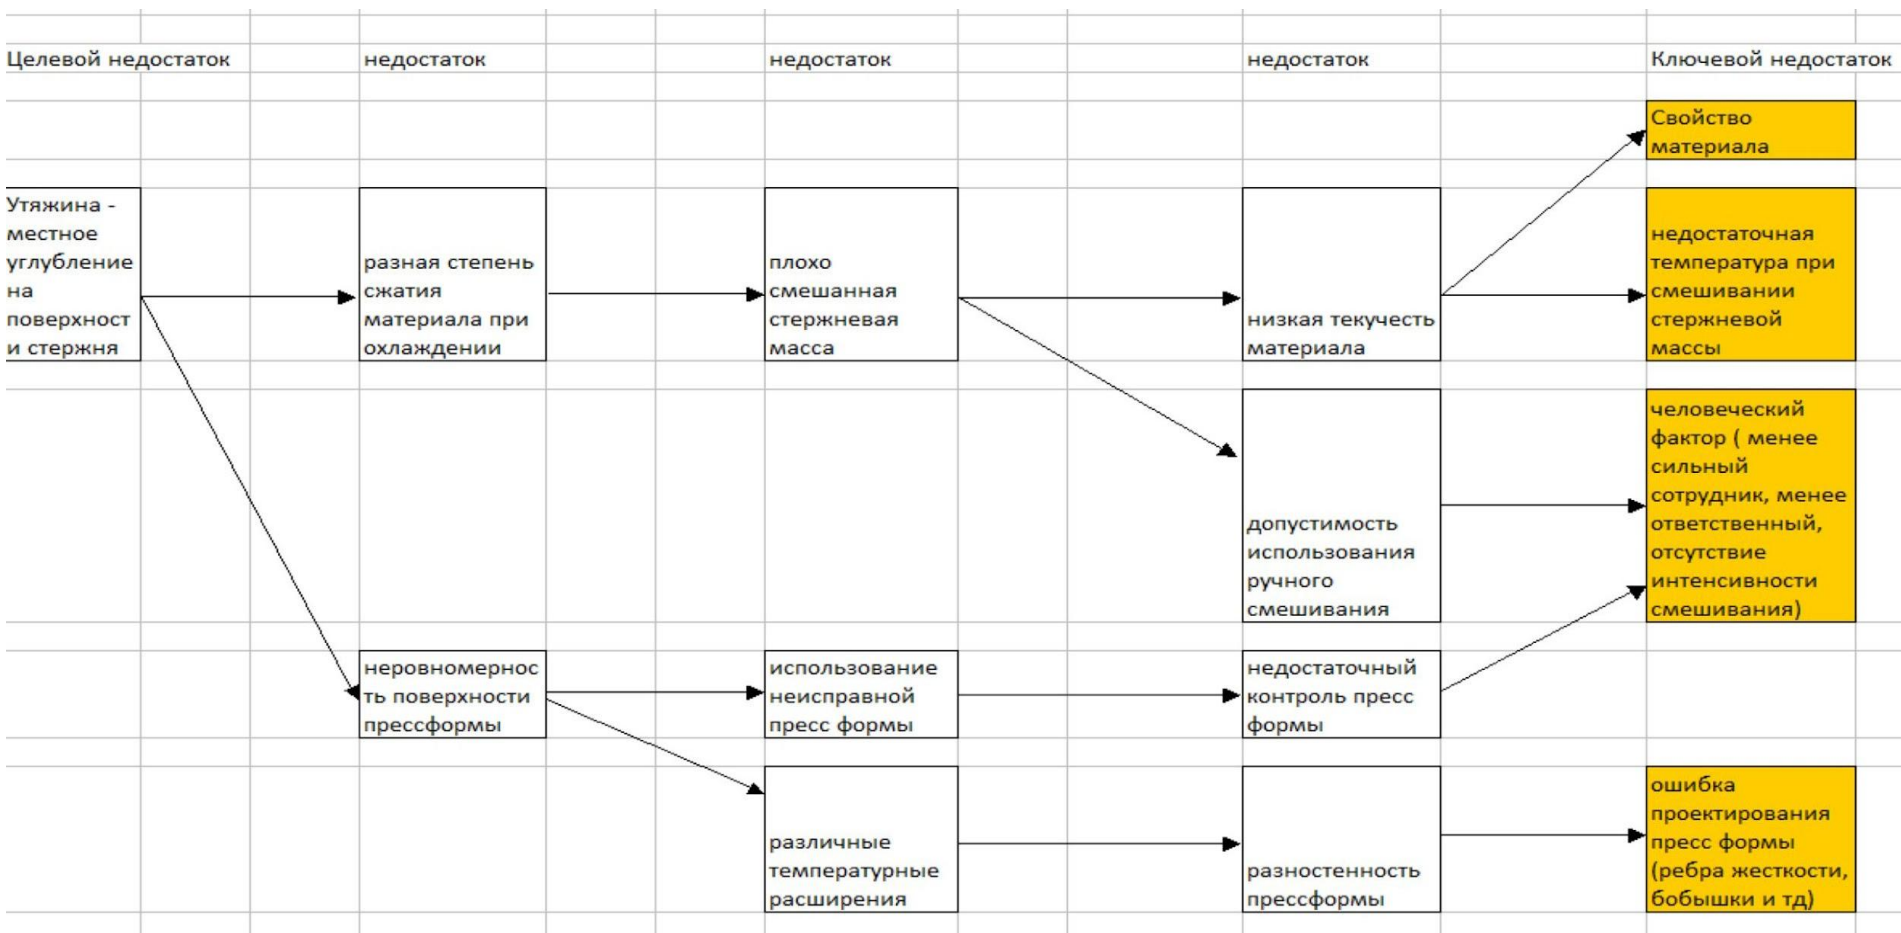 Целевой недостаток
недостаток
недостаток
недостаток
Ключевой недостаток
Свойство
материала
Утяжина -
местное
углубление
на
поверхност
и стержня
разная степень
сжатия
материала при
охлаждении
плохо
смешанная
стержневая
масса
низкая текучесть
материала
недостаточная
температура при
смешивании
стержневой
массы
допустимость
использования
ручного
смешивания
человеческий
фактор ( менее
сильный
сотрудник, менее
ответственный,
отсутствие
интенсивности
смешивания)
неровномернос
ть поверхности
прессформы
использование
неисправной
пресс формы
недостаточный
контроль пресс
формы
различные
температурные
расширения
разностенность
прессформы
ошибка
проектирования
пресс формы
(ребра жесткости,
бобышки и тд)